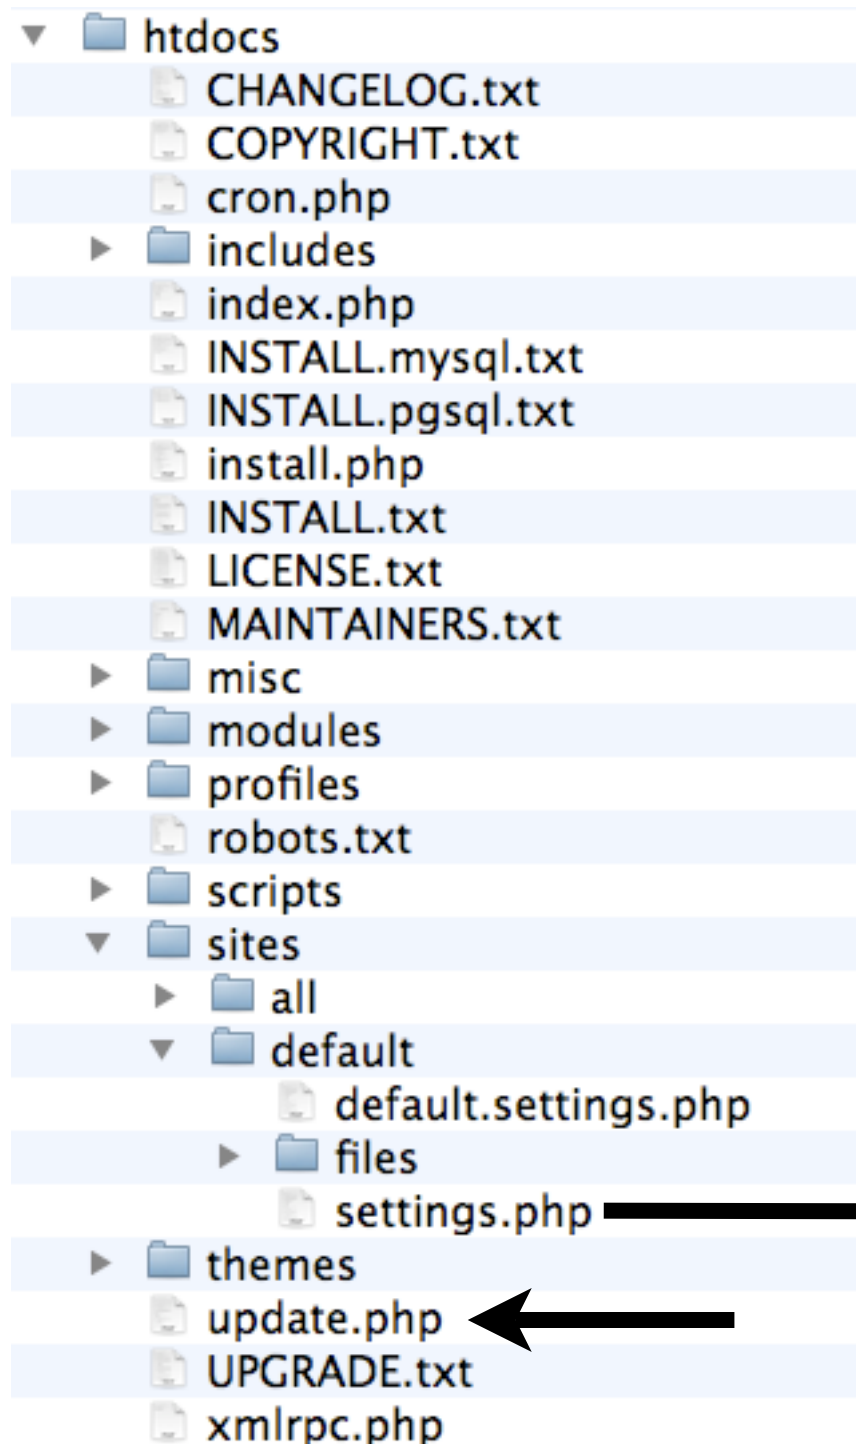 htdocs
CHANGELOG.txt
COPYRIGHT.txt
cron.php
includes
index.php
INSTALL.mysql.txt
INSTALL.pgsql.txt
install.php
INSTALL.txt
LICENSE.txt
MAINTAINERS.txt
misc
modules
profiles
robots.txt
scripts
sites
all
default
default.settings.php
files
settings.php
themes
update.php
UPGRADE.txt
xmlrpc.php